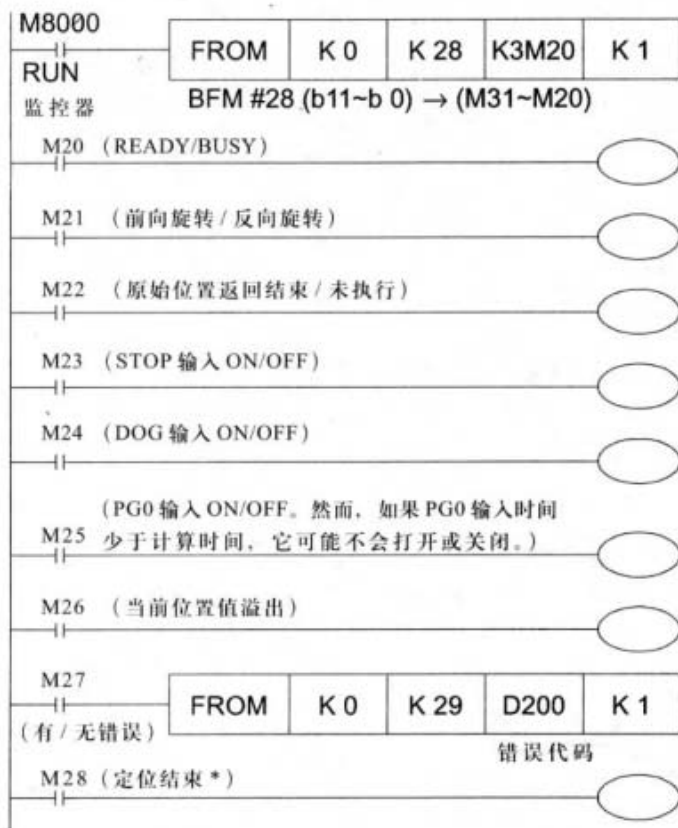 M8000
FROM K 0 K 28 K3M20 K 1
RUN
监控器
BFM #28 (b11~b 0) → (M31~M20)
M20 (READY/BUSY)
M21 (前向旋转 / 反向旋转)
M22 (原始位置返回结束 / 未执行)
M23 (STOP 输入 ON/OFF)
M24 (DOG 输入 ON/OFF)
(PG0 输入 ON/OFF。然而，如果 PG0 输入时间
M25 少于计算时间，它可能不会打开或关闭。)
M26 (当前位置值溢出)
M27
FROM K 0 K 29 D200 K 1
(有 / 无错误)
错误代码
M28 (定位结束 *)